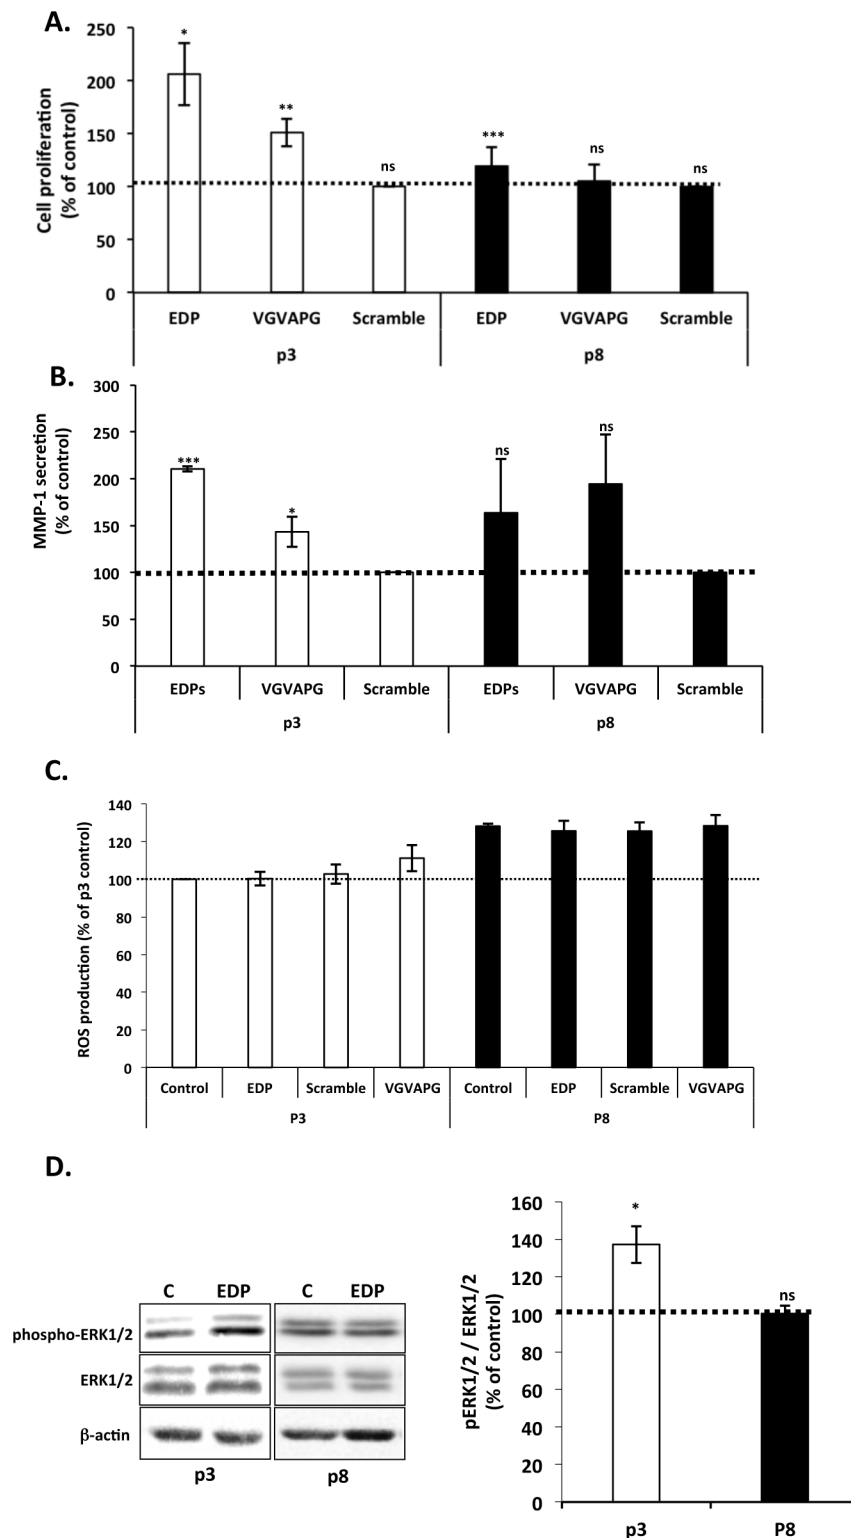 A.
Cell proliferation
(% of control)
250
200
150
100
50
0
*
**
ns
***
ns
ns
EDP VGVAPG Scramble EDP VGVAPG Scramble
p3 p8
B.
MMP-1 secretion
(% of control)
300
250
200
150
100
50
0
***
*
ns
ns
EDPs VGVAPG Scramble EDPs VGVAPG Scramble
p3 p8
C.
ROS production (% of p3 control)
140
120
100
80
60
40
20
0
Control EDP Scramble VGVAPG Control EDP Scramble VGVAPG
P3 P8
D.
C EDP C EDP
phospho-ERK1/2
ERK1/2
β-actin
p3 p8
pERK1/2 / ERK1/2
(% of control)
160
140
120
100
80
60
40
20
0
*
ns
p3 P8